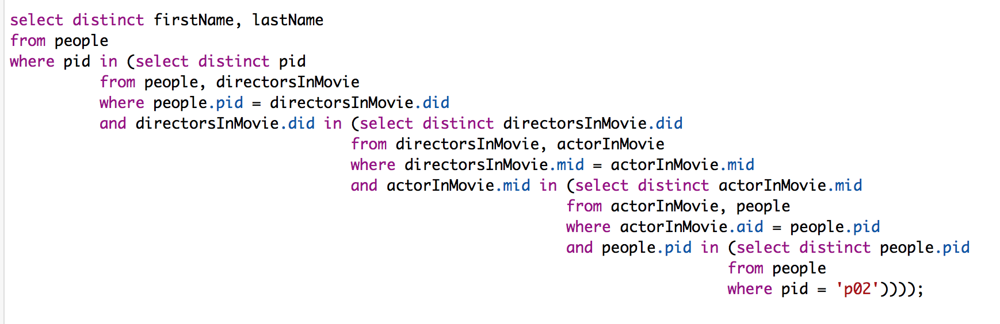 select distinct firstName, lastName
from people
where pid in (select distinct pid
from people, directorsInMovie
where people.pid = directorsInMovie.did
and directorsInMovie.did in (select distinct directorsInMovie.did
from directorsInMovie, actorInMovie
where directorsInMovie.mid = actorInMovie.mid
and actorInMovie.mid in (select distinct actorInMovie.mid
from actorInMovie, people
where actorInMovie.aid = people.pid
and people.pid in (select distinct people.pid
from people
where pid = 'p02'))));